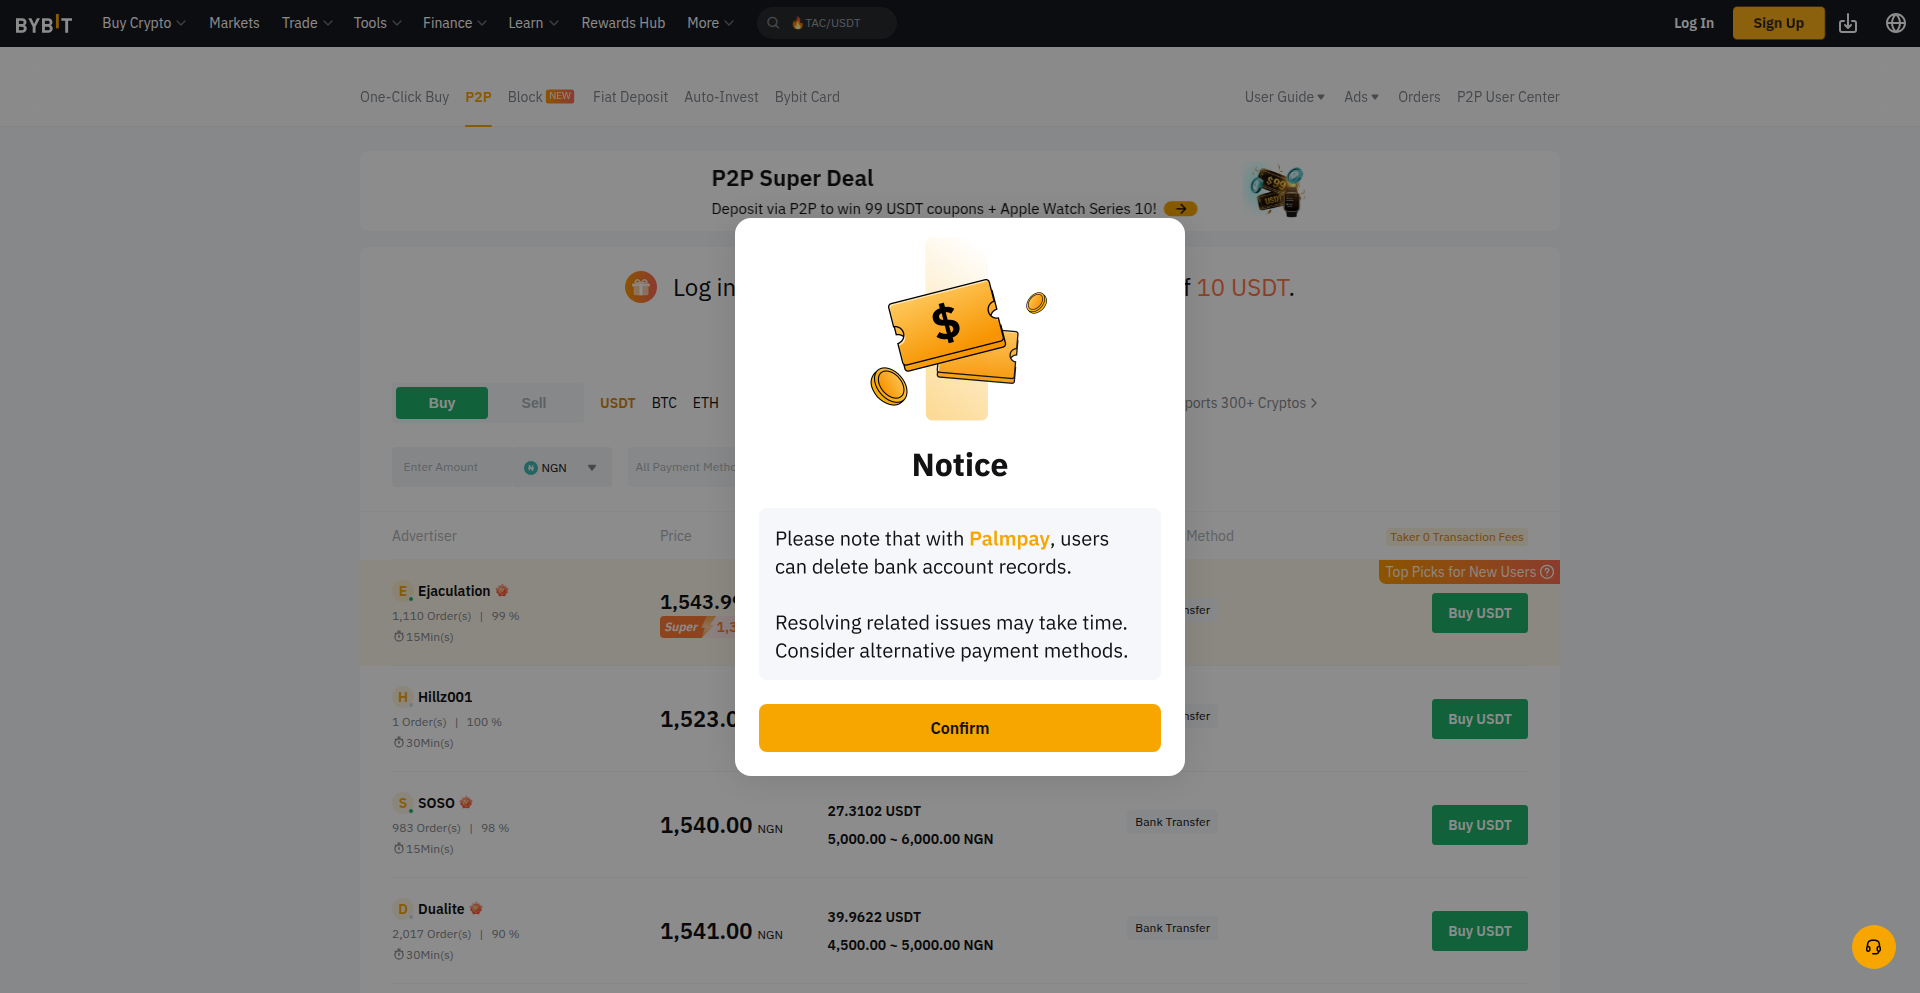 BYBIT Buy Crypto Markets Trade Tools Finance Learn Rewards Hub More TAC/USDT Log In Sign Up
One-Click Buy P2P Block NEW Fiat Deposit Auto-Invest Bybit Card User Guide Ads Orders P2P User Center
P2P Super Deal
Deposit via P2P to win 99 USDT coupons + Apple Watch Series 10!
Log in 10 USDT.
Buy Sell USDT BTC ETH ports 300+ Cryptos
Enter Amount NGN All Payment Metho
Advertiser Price Method Taker 0 Transaction Fees
Top Picks for New Users
E Ejaculation
1,110 Order(s) | 99 %
15Min(s)
1,543.9
Super 1,3
nsfer
Buy USDT
H Hillz001
1 Order(s) | 100 %
30Min(s)
1,523.0
nsfer
Buy USDT
S SOSO
983 Order(s) | 98 %
15Min(s)
1,540.00 NGN
27.3102 USDT
5,000.00 ~ 6,000.00 NGN
Bank Transfer
Buy USDT
D Dualite
2,017 Order(s) | 90 %
30Min(s)
1,541.00 NGN
39.9622 USDT
4,500.00 ~ 5,000.00 NGN
Bank Transfer
Buy USDT
$
Notice
Please note that with Palmpay, users
can delete bank account records.
Resolving related issues may take time.
Consider alternative payment methods.
Confirm